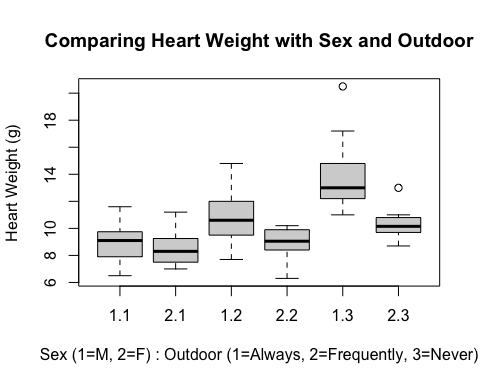 Comparing Heart Weight with Sex and Outdoor
Heart Weight (g)
18
14
10
8
6
1.1 2.1 1.2 2.2 1.3 2.3
Sex (1=M, 2=F) : Outdoor (1=Always, 2=Frequently, 3=Never)